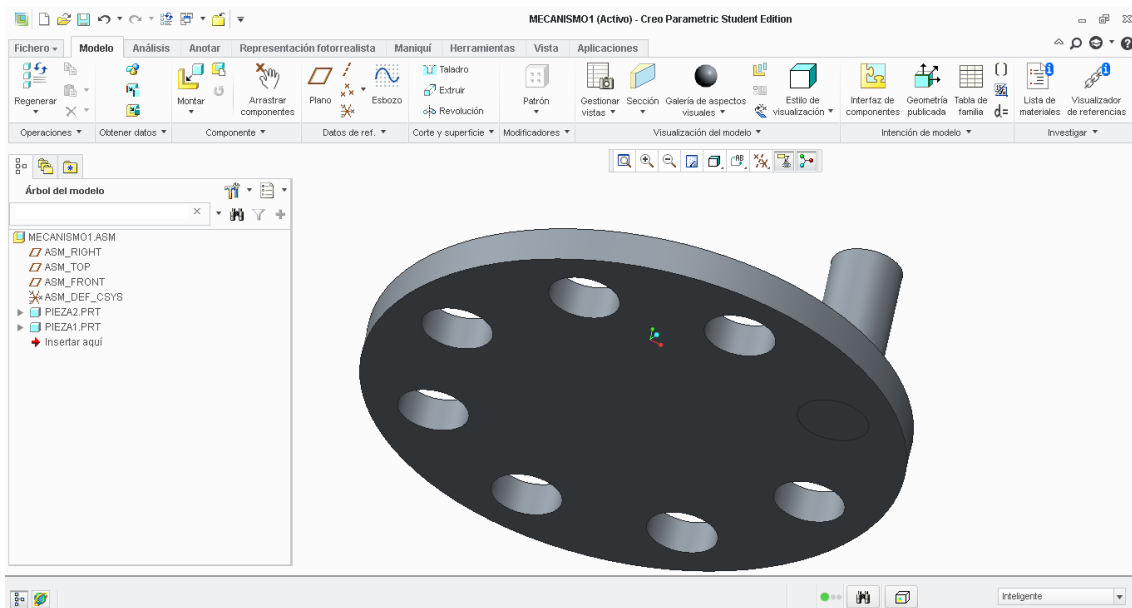 MECANISMO1 (Activo) - Creo Parametric Student Edition
Fichero Modelo Análisis Anotar Representación fotorrealista Maniquí Herramientas Vista Aplicaciones
Regenerar
Montar
Arrastrar componentes
Plano
Esbozo
Taladro
Extruir
Revolución
Patrón
Gestionar vistas
Sección
Galería de aspectos visuales
Estilo de visualización
Interfaz de componentes
Geometría publicada
Tabla de familia
d=
Lista de materiales
Visualizador de referencias
Operaciones Obtener datos Componente Datos de ref. Corte y superficie Modificadores Visualización del modelo Intención de modelo Investigar
Árbol del modelo
MECANISMO1.ASM
ASM_RIGHT
ASM_TOP
ASM_FRONT
ASM_DEF_CSYS
PIEZA2.PRT
PIEZA1.PRT
Insertar aquí
Inteligente